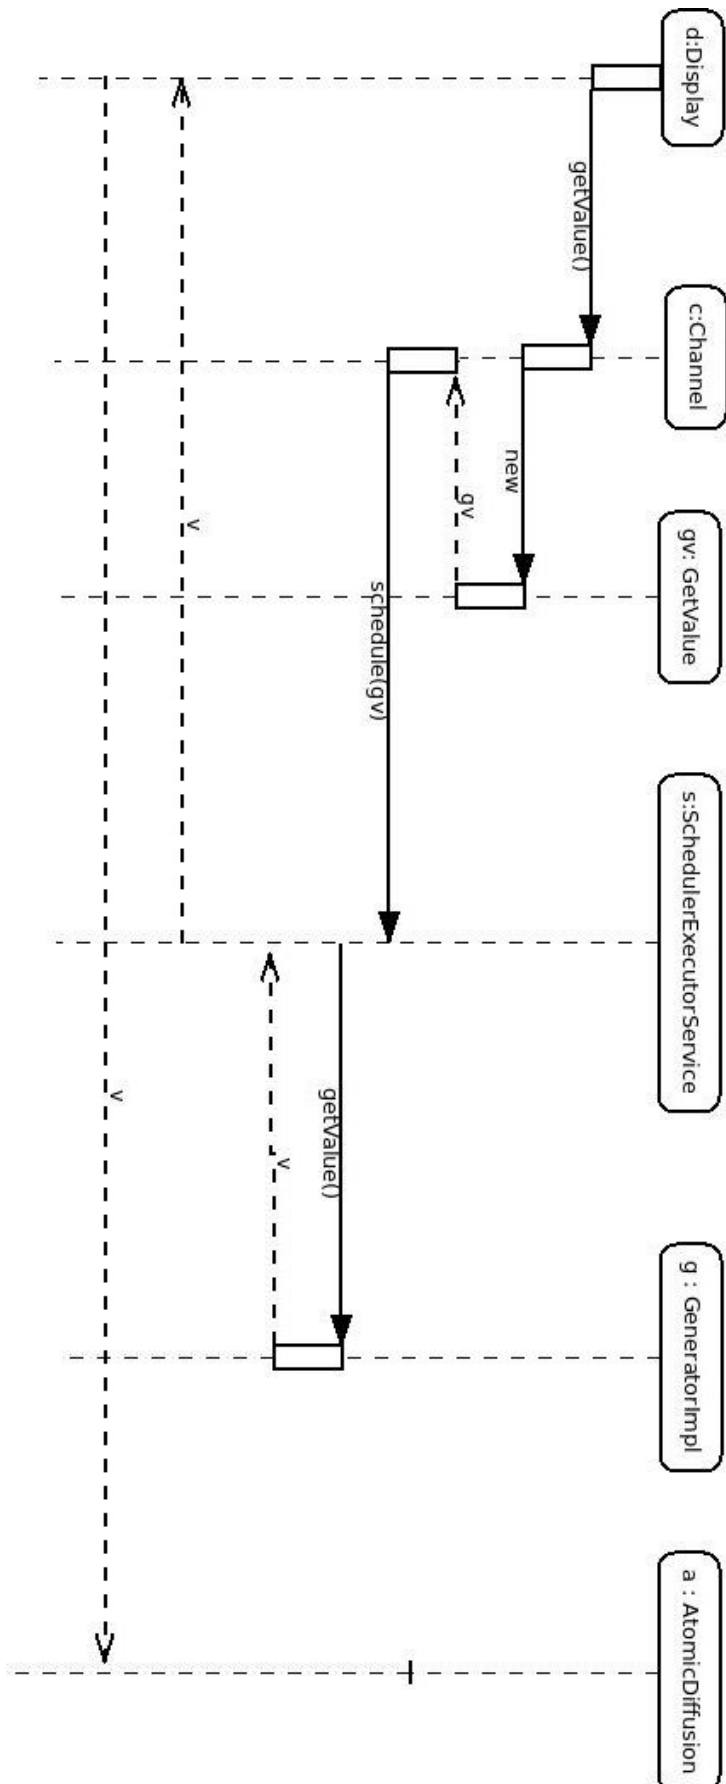 d:Display
c:Channel
gv: GetValue
s:SchedulerExecutorService
g : GeneratorImpl
a : AtomicDiffusion
getValue()
new
gv
schedule(gv)
getValue()
v
v
v